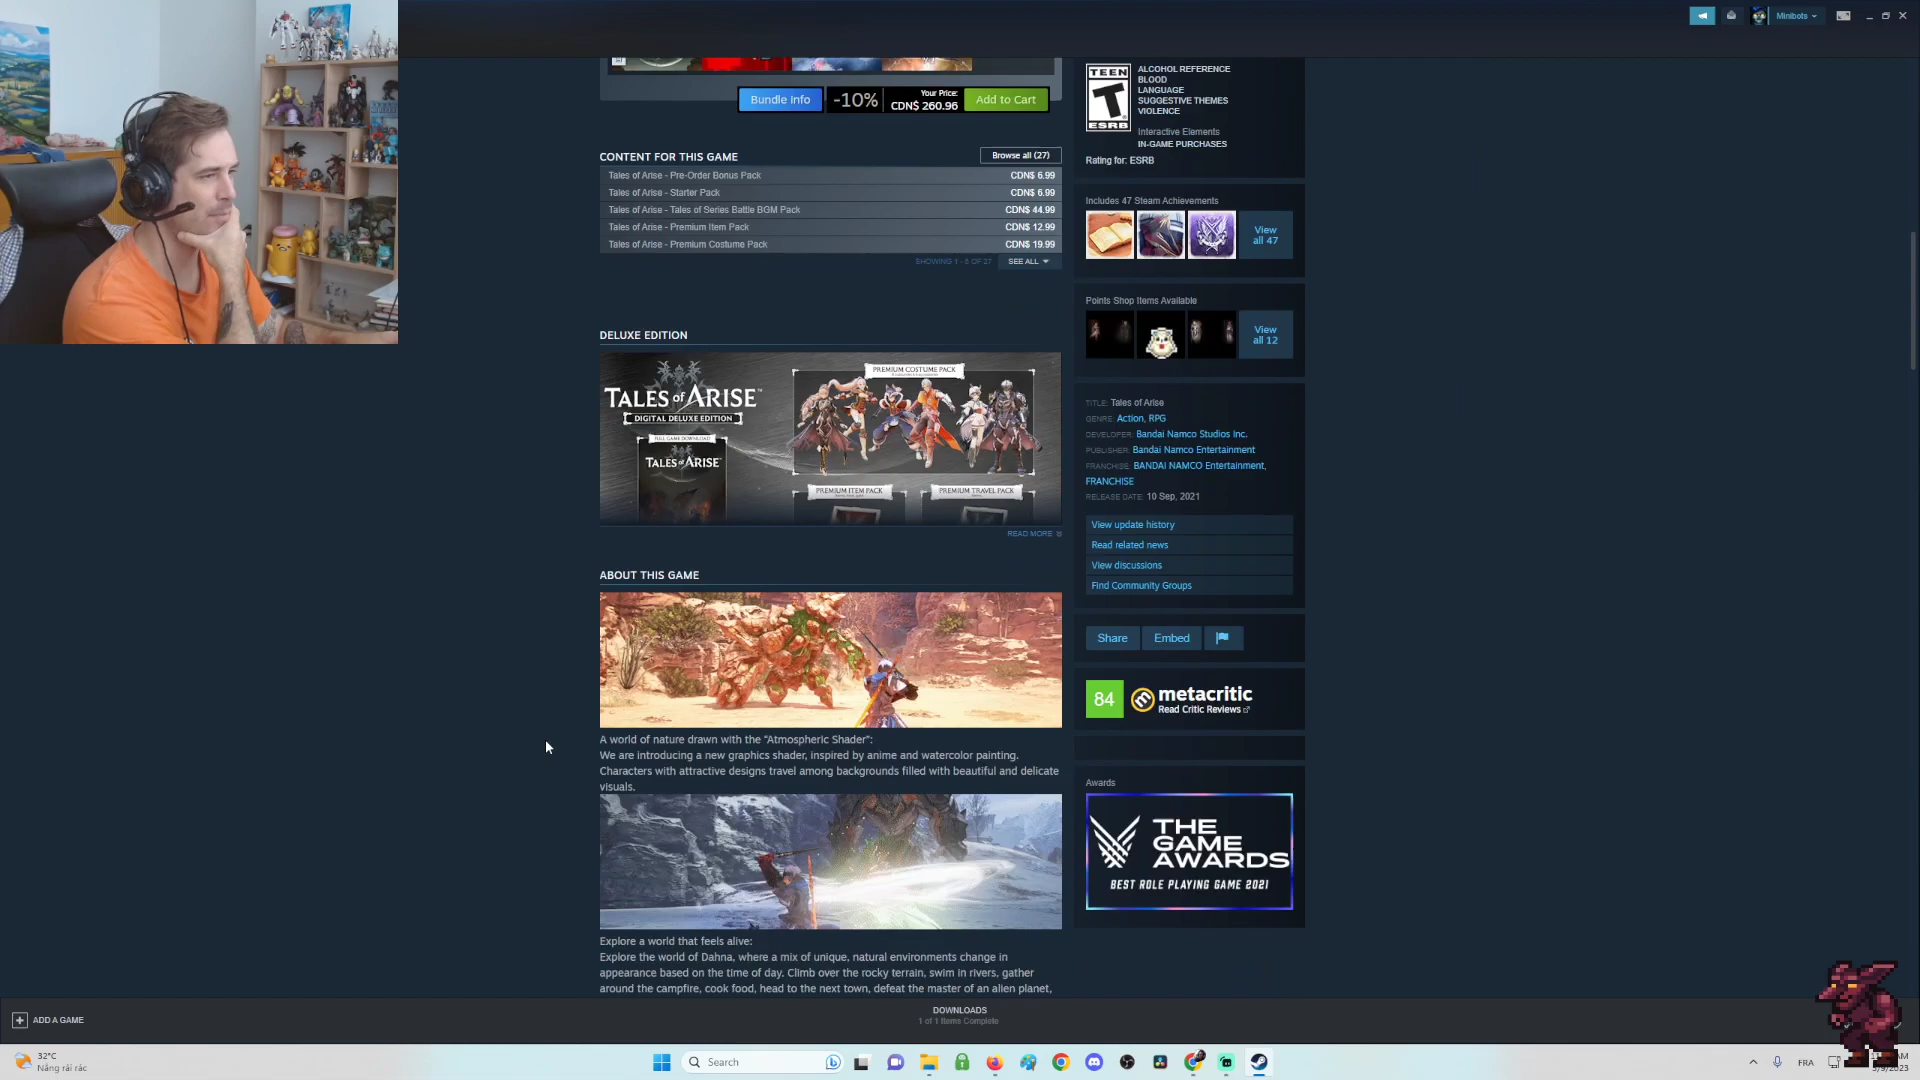 Minibots
Bundle Info
-10%
Your Price:
CDN$ 260.96
Add to Cart
CONTENT FOR THIS GAME
Browse all (27)
Tales of Arise - Pre-Order Bonus Pack CDN$ 6.99
Tales of Arise - Starter Pack CDN$ 6.99
Tales of Arise - Tales of Series Battle BGM Pack CDN$ 44.99
Tales of Arise - Premium Item Pack CDN$ 12.99
Tales of Arise - Premium Costume Pack CDN$ 19.99
SHOWING 1 - 5 OF 27 SEE ALL
DELUXE EDITION
TALES OF ARISE™
DIGITAL DELUXE EDITION
FULL GAME DOWNLOAD
TALES OF ARISE
PREMIUM COSTUME PACK
PREMIUM ITEM PACK
PREMIUM TRAVEL PACK
READ MORE
ABOUT THIS GAME
A world of nature drawn with the "Atmospheric Shader":
We are introducing a new graphics shader, inspired by anime and watercolor painting.
Characters with attractive designs travel among backgrounds filled with beautiful and delicate
visuals.
Explore a world that feels alive:
Explore the world of Dahna, where a mix of unique, natural environments change in
appearance based on the time of day. Climb over the rocky terrain, swim in rivers, gather
around the campfire, cook food, head to the next town, defeat the master of an alien planet,
TEEN
T
ESRB
ALCOHOL REFERENCE
BLOOD
LANGUAGE
SUGGESTIVE THEMES
VIOLENCE
Interactive Elements
IN-GAME PURCHASES
Rating for: ESRB
Includes 47 Steam Achievements
View
all 47
Points Shop Items Available
View
all 12
TITLE: Tales of Arise
GENRE: Action, RPG
DEVELOPER: Bandai Namco Studios Inc.
PUBLISHER: Bandai Namco Entertainment
FRANCHISE: BANDAI NAMCO Entertainment,
FRANCHISE
RELEASE DATE: 10 Sep, 2021
View update history
Read related news
View discussions
Find Community Groups
Share
Embed
84
metacritic
Read Critic Reviews
Awards
THE
GAME
AWARDS
BEST ROLE PLAYING GAME 2021
ADD A GAME
DOWNLOADS
1 of 1 Items Complete
32°C
Nắng rải rác
Search
FRA